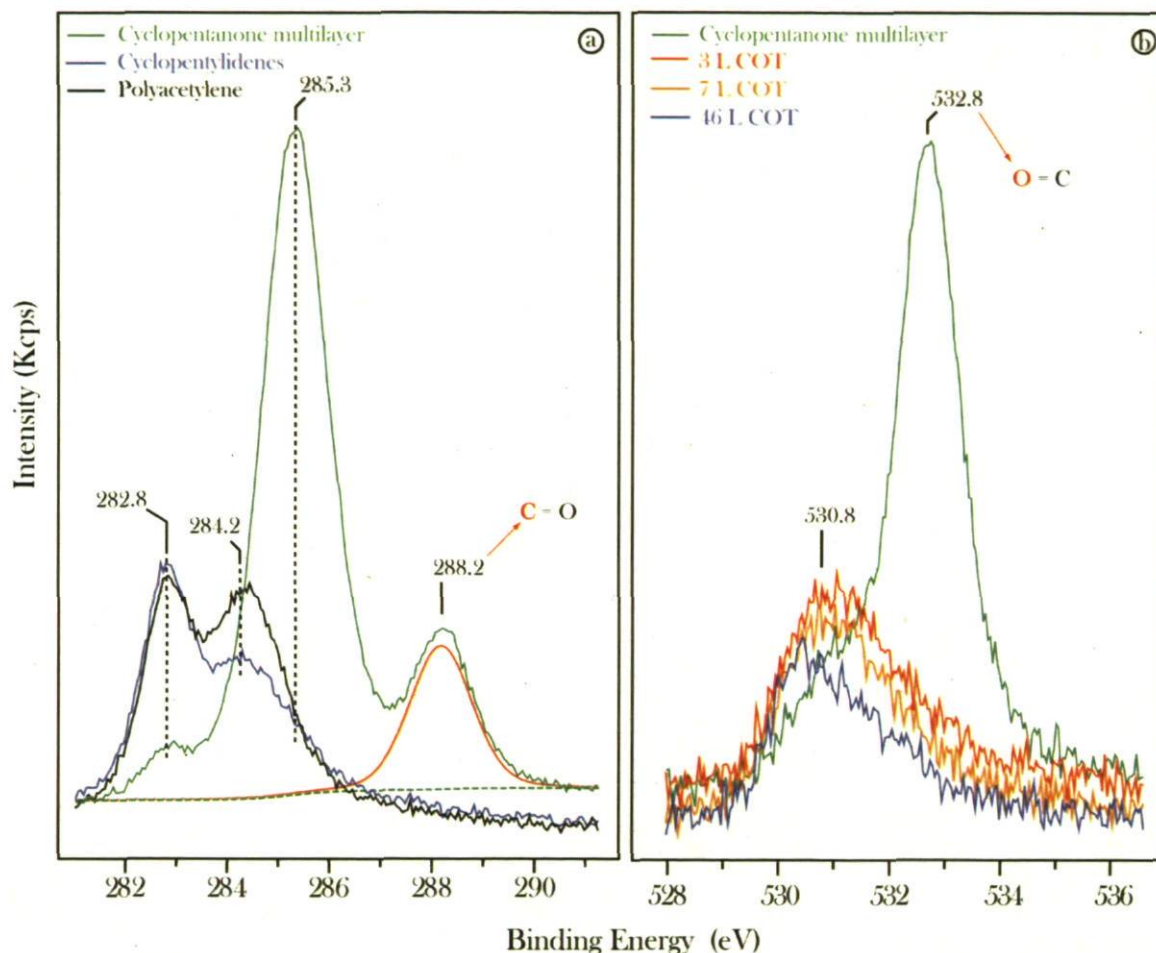 Cyclopentanone multilayer
Cyclopentylidenes
Polyacetylene
a
285.3
282.8
284.2
288.2
C = O
282
284
286
288
290
Cyclopentanone multilayer
3 L COT
7 L COT
46 L COT
b
532.8
O = C
530.8
528
530
532
534
536
Intensity (Kcps)
Binding Energy (eV)